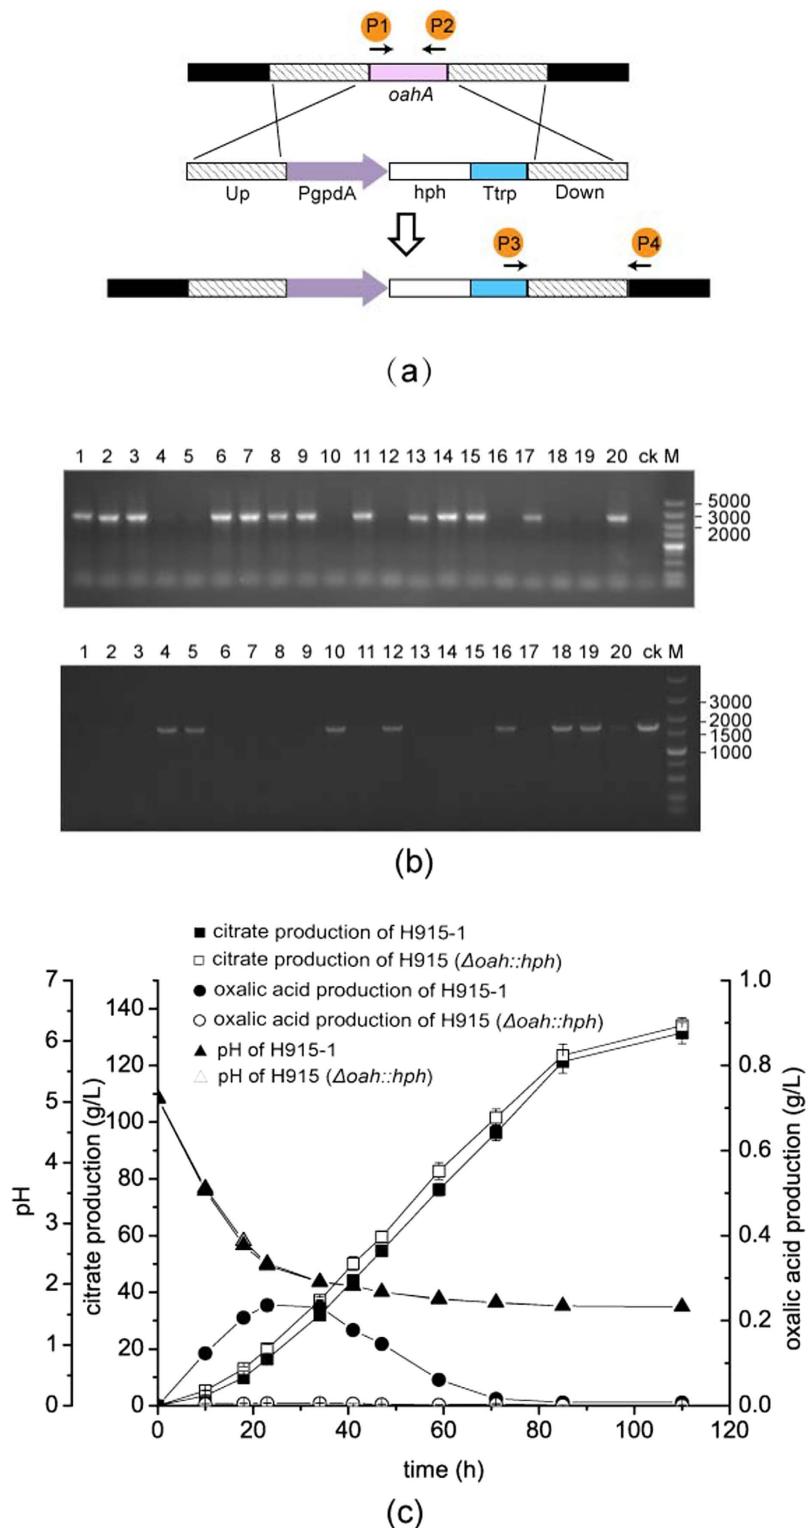 P1 P2
oahA
Up PgpdA hph Ttrp Down
P3 P4
(a)
1 2 3 4 5 6 7 8 9 10 11 12 13 14 15 16 17 18 19 20 ck M
5000
3000
2000
1 2 3 4 5 6 7 8 9 10 11 12 13 14 15 16 17 18 19 20 ck M
3000
2000
1500
1000
(b)
citrate production of H915-1
citrate production of H915 (Δoah::hph)
oxalic acid production of H915-1
oxalic acid production of H915 (Δoah::hph)
pH of H915-1
pH of H915 (Δoah::hph)
7
6
5
4
3
2
1
0
pH
140
120
100
80
60
40
20
0
citrate production (g/L)
1.0
0.8
0.6
0.4
0.2
0.0
oxalic acid production (g/L)
0 20 40 60 80 100 120
time (h)
(c)